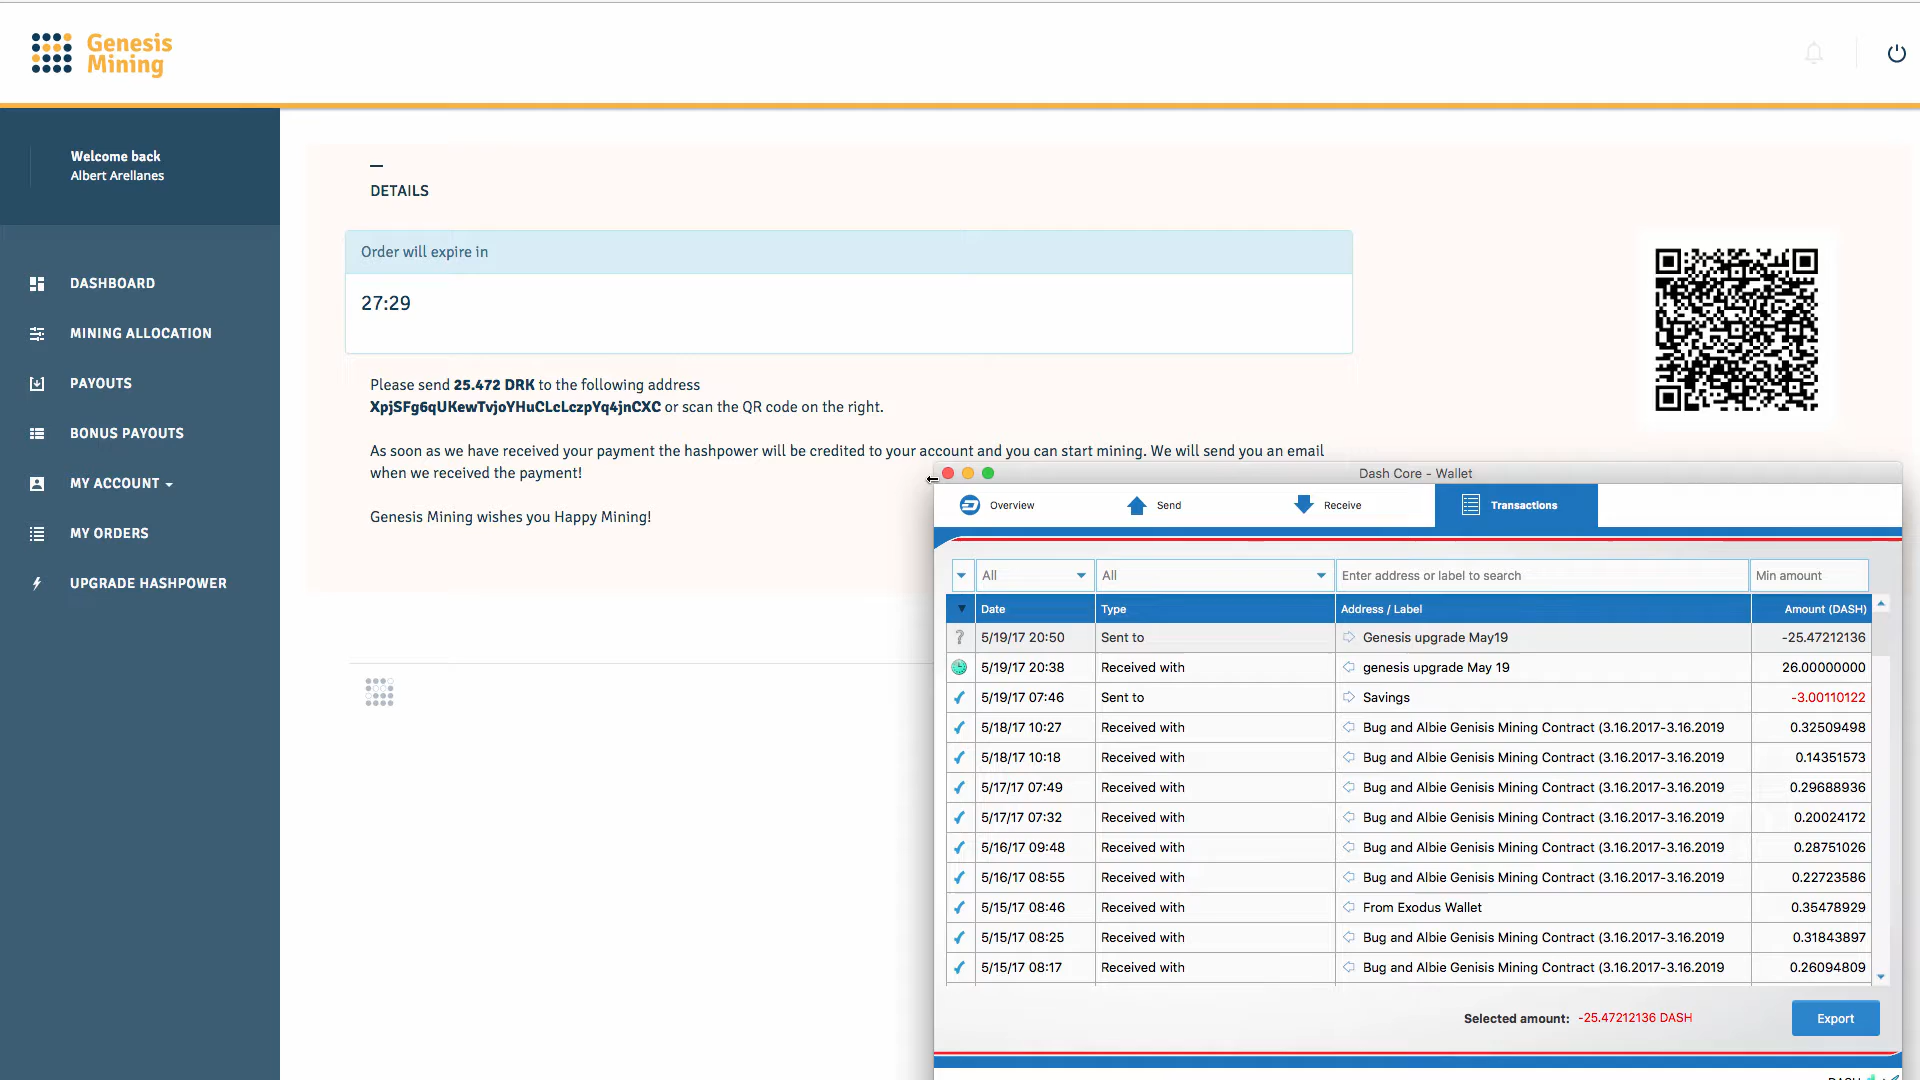 Genesis
Mining
Welcome back
Albert Arellanes
DASHBOARD
MINING ALLOCATION
PAYOUTS
BONUS PAYOUTS
MY ACCOUNT
MY ORDERS
UPGRADE HASHPOWER
DETAILS
Order will expire in
27:29
Please send 25.472 DRK to the following address
XpjSFg6qUKewTvjoYHuCLcLczpYq4jnCXC or scan the QR code on the right.
As soon as we have received your payment the hashpower will be credited to your account and you can start mining. We will send you an email
when we received the payment!
Genesis Mining wishes you Happy Mining!
Dash Core - Wallet
Overview Send Receive Transactions
All All Enter address or label to search Min amount
Date Type Address / Label Amount (DASH)
? 5/19/17 20:50 Sent to Genesis upgrade May19 -25.47212136
5/19/17 20:38 Received with genesis upgrade May 19 26.00000000
5/19/17 07:46 Sent to Savings -3.00110122
5/18/17 10:27 Received with Bug and Albie Genisis Mining Contract (3.16.2017-3.16.2019 0.32509498
5/18/17 10:18 Received with Bug and Albie Genisis Mining Contract (3.16.2017-3.16.2019 0.14351573
5/17/17 07:49 Received with Bug and Albie Genisis Mining Contract (3.16.2017-3.16.2019 0.29688936
5/17/17 07:32 Received with Bug and Albie Genisis Mining Contract (3.16.2017-3.16.2019 0.20024172
5/16/17 09:48 Received with Bug and Albie Genisis Mining Contract (3.16.2017-3.16.2019 0.28751026
5/16/17 08:55 Received with Bug and Albie Genisis Mining Contract (3.16.2017-3.16.2019 0.22723586
5/15/17 08:46 Received with From Exodus Wallet 0.35478929
5/15/17 08:25 Received with Bug and Albie Genisis Mining Contract (3.16.2017-3.16.2019 0.31843897
5/15/17 08:17 Received with Bug and Albie Genisis Mining Contract (3.16.2017-3.16.2019 0.26094809
Selected amount: -25.47212136 DASH
Export